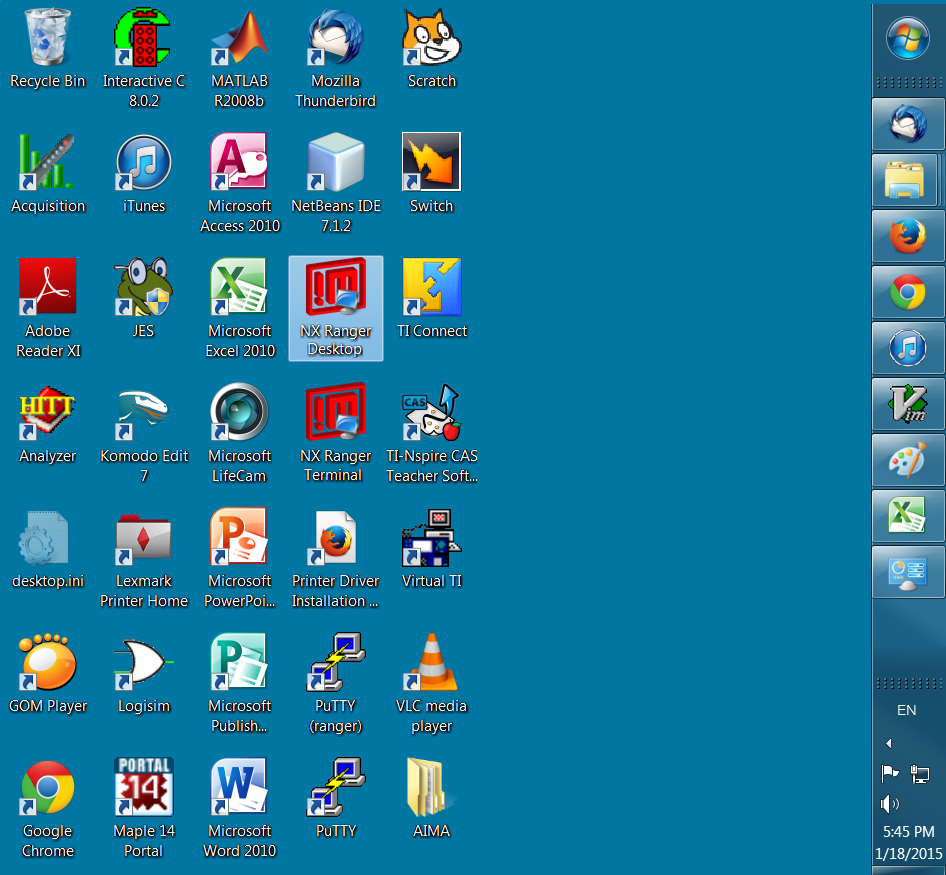 Recycle Bin
Interactive C
8.0.2
MATLAB
R2008b
Mozilla
Thunderbird
Scratch
Acquisition
iTunes
A
Microsoft
Access 2010
NetBeans IDE
7.1.2
Switch
Adobe
Reader XI
JES
X
Microsoft
Excel 2010
!M
NX Ranger
Desktop
TI Connect
HITT
Analyzer
Komodo Edit
7
Microsoft
LifeCam
!M
NX Ranger
Terminal
CAS
TI-Nspire CAS
Teacher Soft...
desktop.ini
Lexmark
Printer Home
P
Microsoft
PowerPoi...
Printer Driver
Installation ...
Virtual TI
GOM Player
Logisim
P
Microsoft
Publish...
PuTTY
(ranger)
VLC media
player
Google
Chrome
PORTAL
14
Maple 14
Portal
W
Microsoft
Word 2010
PuTTY
AIMA
Vim
X
EN
5:45 PM
1/18/2015